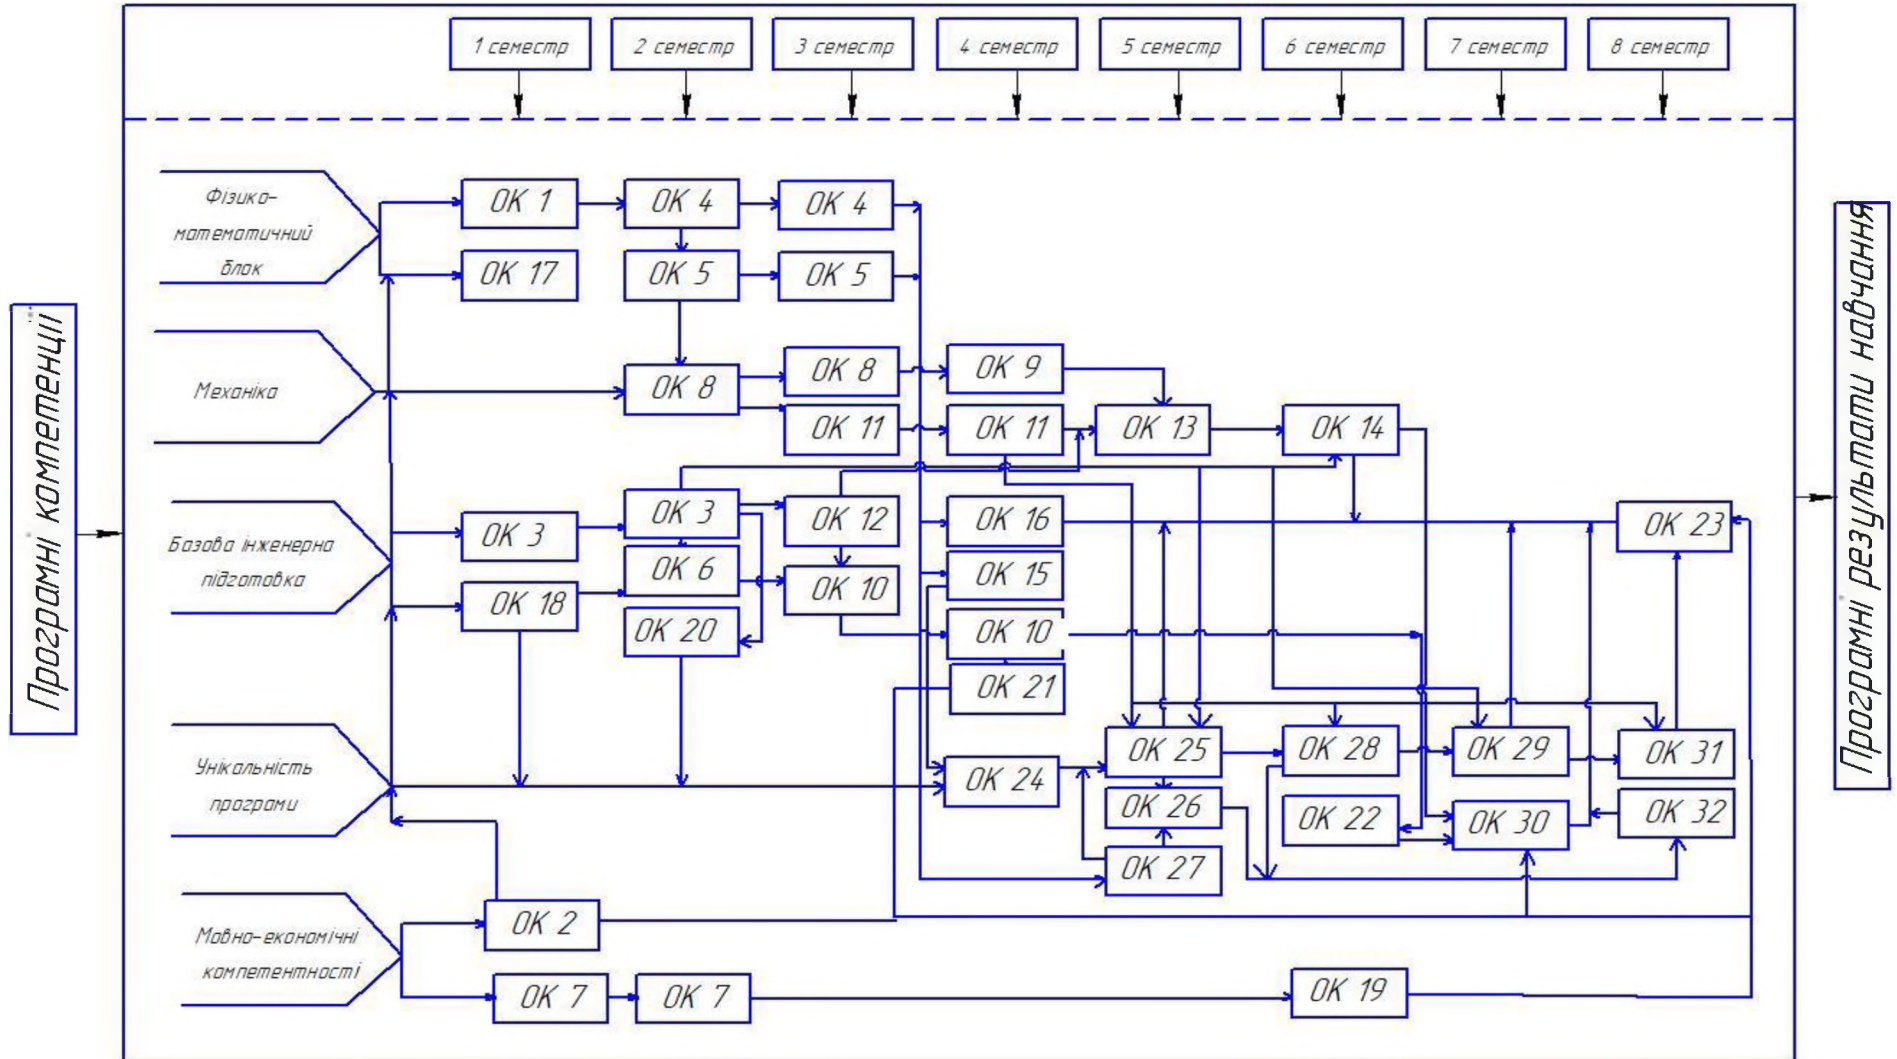 1 семестр
2 семестр
3 семестр
4 семестр
5 семестр
6 семестр
7 семестр
8 семестр
Програмні компетенції
Фізико-
математичний
блок
Механіка
Базова інженерна
підготовка
Унікальність
програми
Мовно-економічні
компетентності
ОК 1
ОК 4
ОК 4
ОК 17
ОК 5
ОК 5
ОК 8
ОК 8
ОК 9
ОК 11
ОК 11
ОК 13
ОК 14
ОК 3
ОК 3
ОК 12
ОК 16
ОК 23
ОК 18
ОК 6
ОК 10
ОК 15
ОК 20
ОК 10
ОК 21
ОК 24
ОК 25
ОК 28
ОК 29
ОК 31
ОК 26
ОК 22
ОК 30
ОК 32
ОК 27
ОК 2
ОК 7
ОК 7
ОК 19
Програмні результати навчання